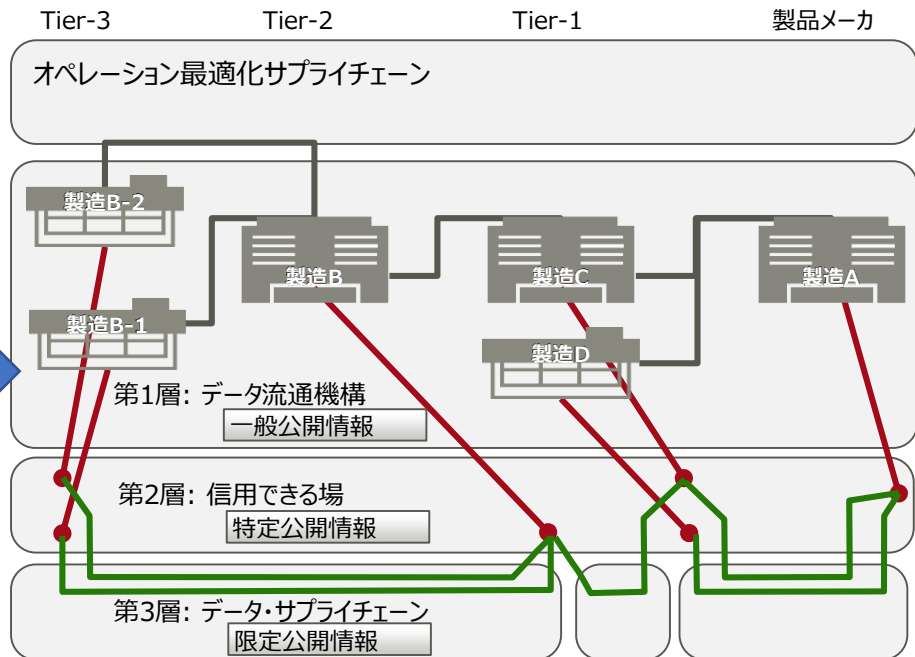 Tier-3
Tier-2
Tier-1
製品メーカ
オペレーション最適化サプライチェーン
製造B-2
製造B
製造C
製造A
製造B-1
製造D
第1層: データ流通機構
一般公開情報
第2層: 信用できる場
特定公開情報
第3層: データ・サプライチェーン
限定公開情報